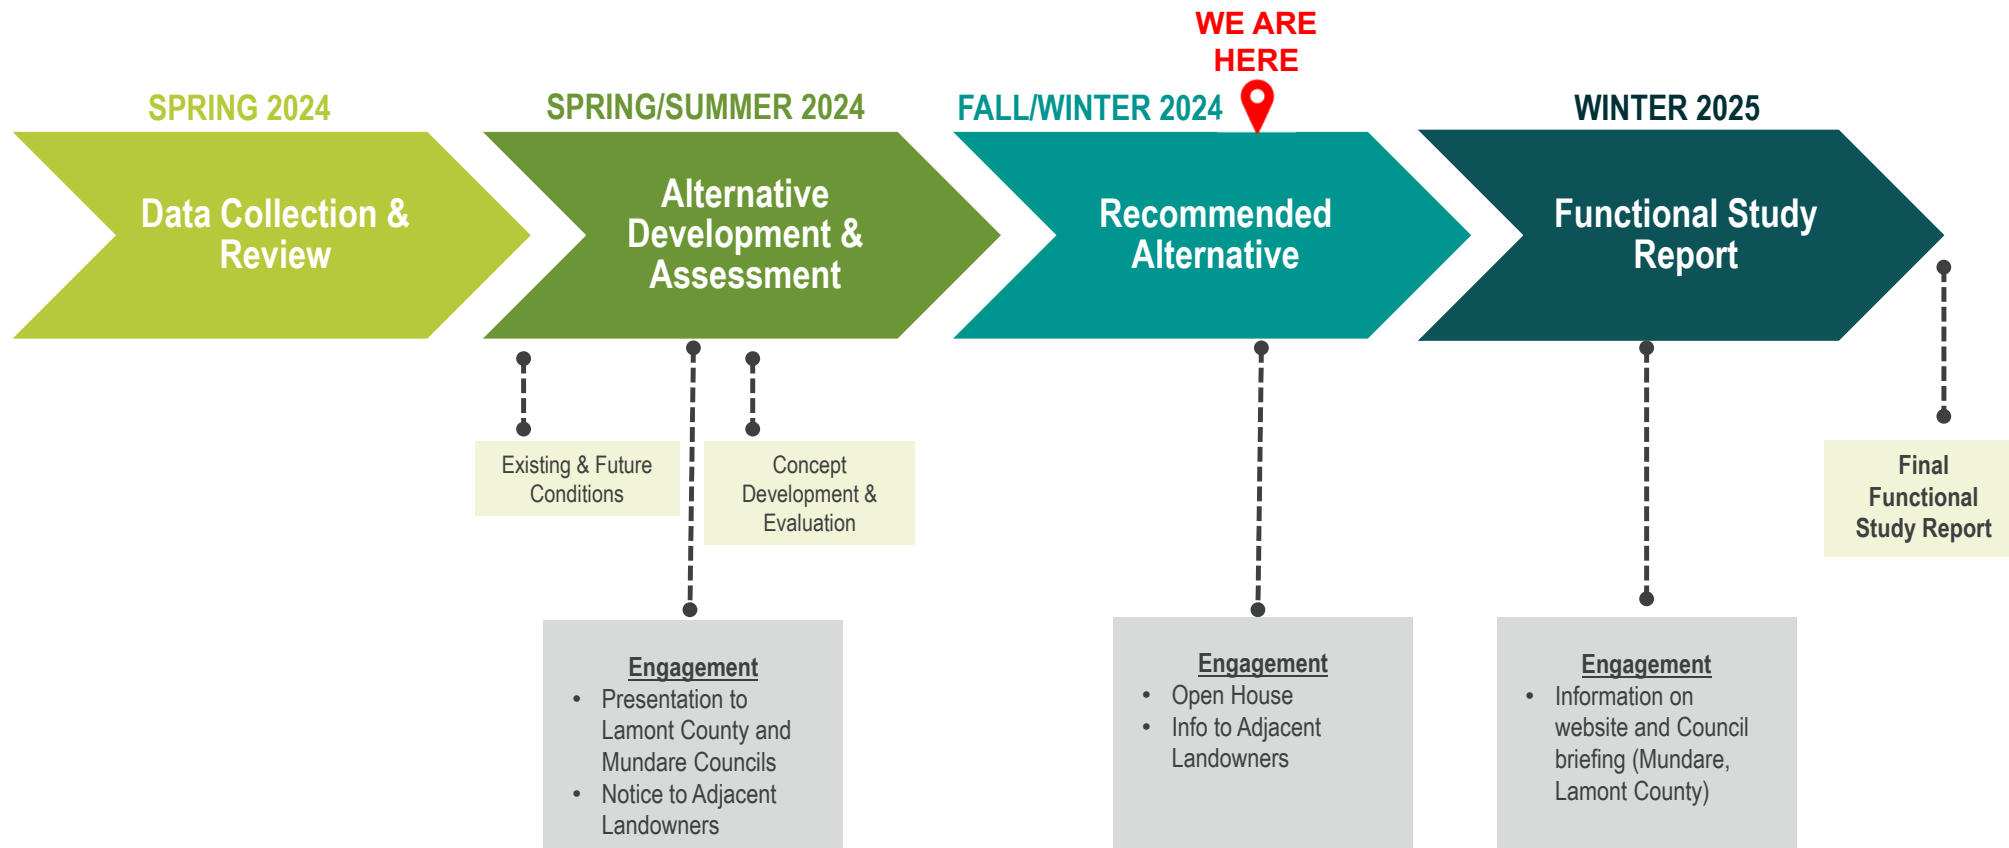 WE ARE
HERE
SPRING 2024
SPRING/SUMMER 2024
FALL/WINTER 2024
WINTER 2025
Data Collection &
Review
Alternative
Development &
Assessment
Recommended
Alternative
Functional Study
Report
Existing & Future
Conditions
Concept
Development &
Evaluation
Final
Functional
Study Report
Engagement
• Presentation to
Lamont County and
Mundare Councils
• Notice to Adjacent
Landowners
Engagement
• Open House
• Info to Adjacent
Landowners
Engagement
• Information on
website and Council
briefing (Mundare,
Lamont County)